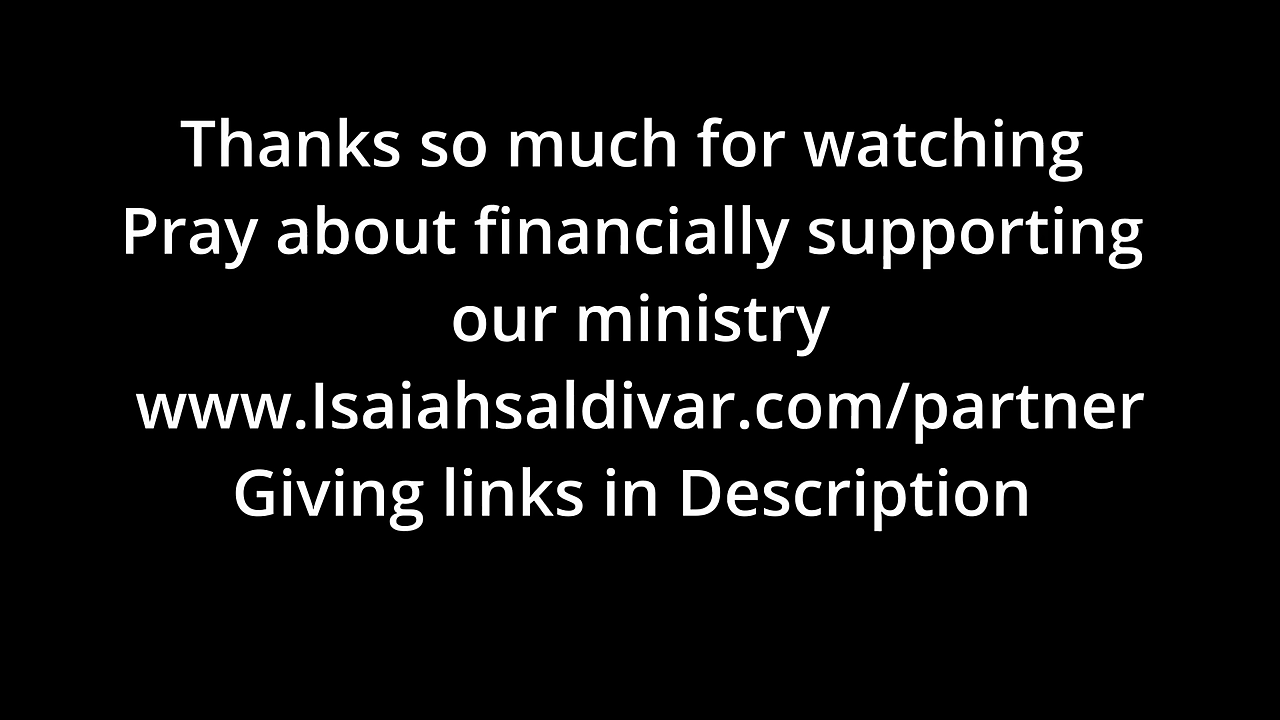 Thanks so much for watching
Pray about financially supporting
our ministry
www.Isaiahsaldivar.com/partner
Giving links in Description